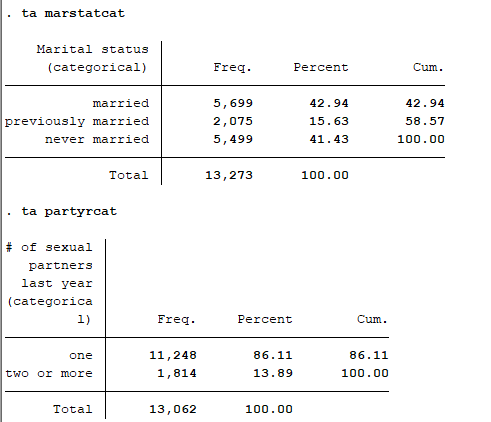 . ta marstatcat
Marital status
(categorical) Freq. Percent Cum.
married 5,699 42.94 42.94
previously married 2,075 15.63 58.57
never married 5,499 41.43 100.00
Total 13,273 100.00
. ta partyrcat
# of sexual
partners
last year
(categorica
l) Freq. Percent Cum.
one 11,248 86.11 86.11
two or more 1,814 13.89 100.00
Total 13,062 100.00